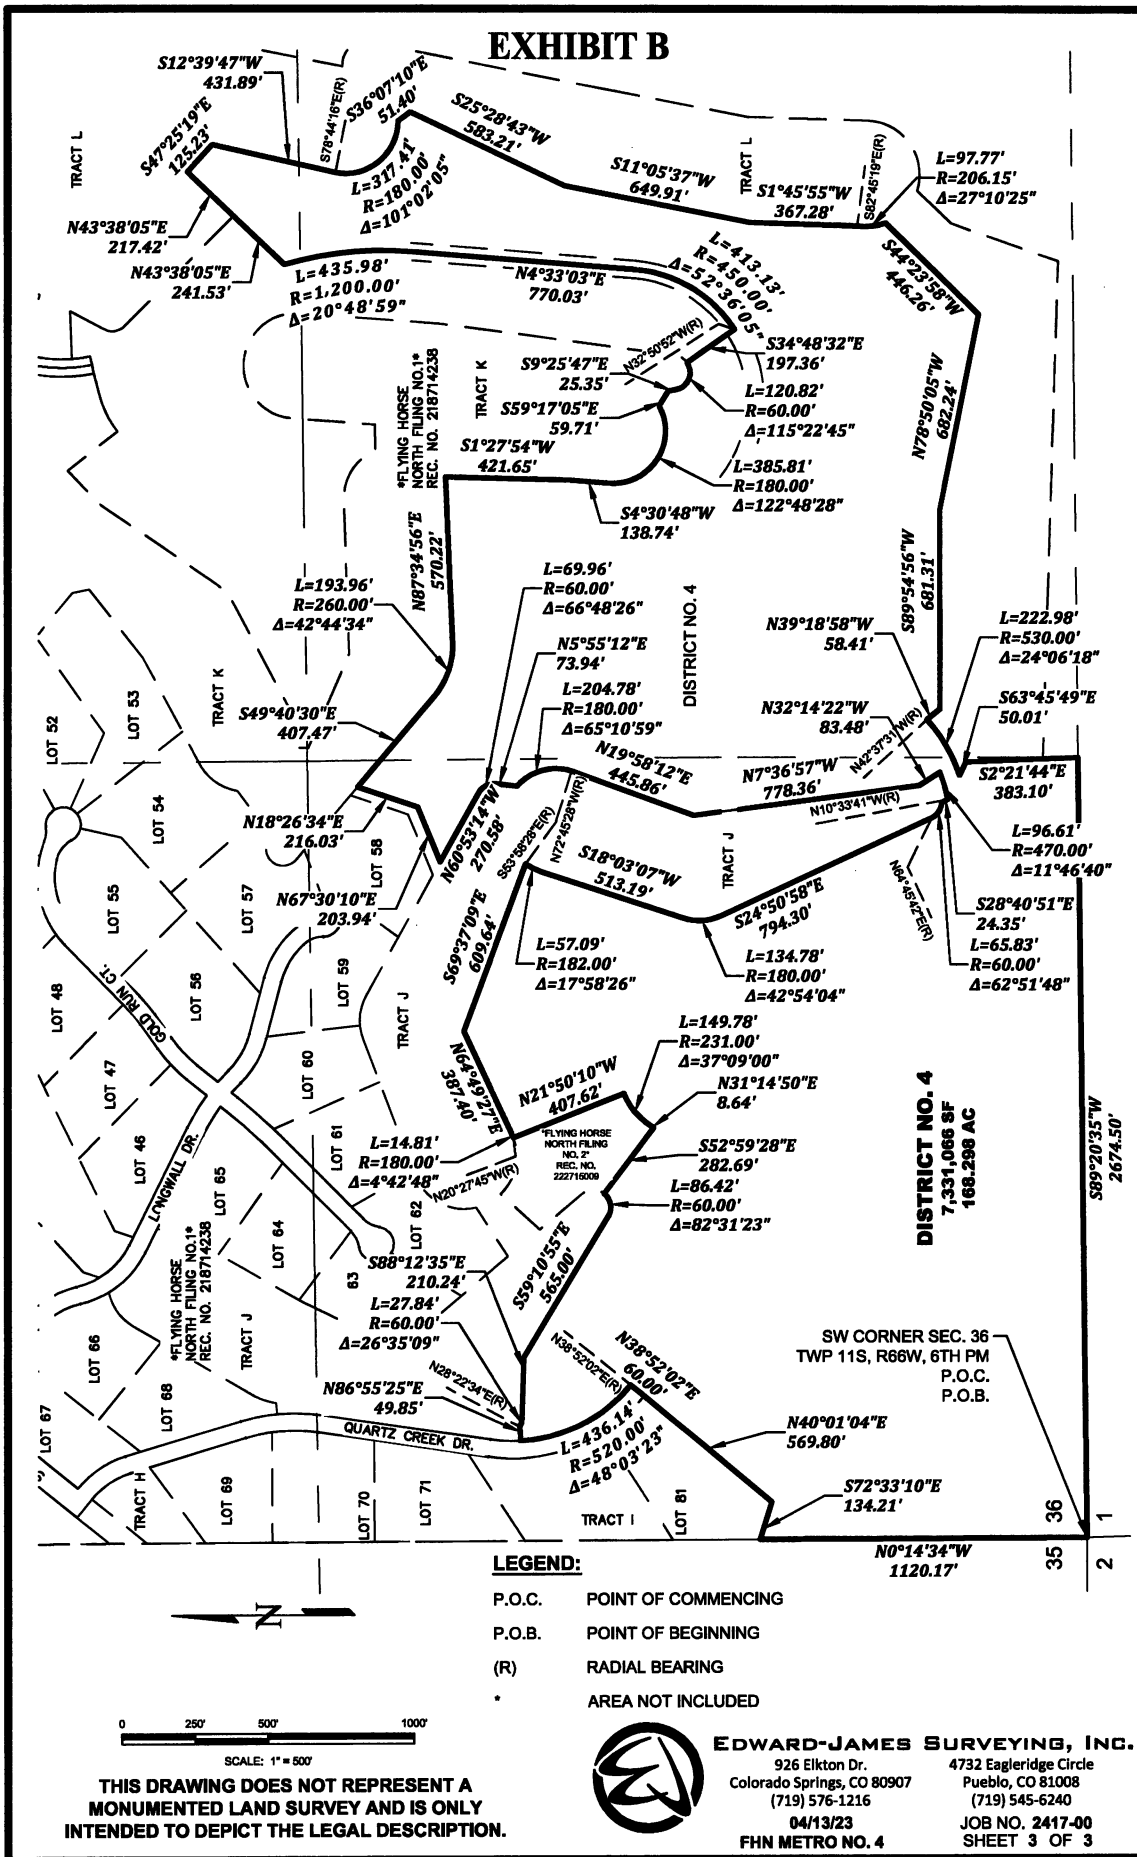 EXHIBIT B
S12°39'47"W
431.89'
S36°07'10"E
51.40'
S78°44'16"E(R)
S47°25'19"E
125.23'
TRACT L
L=317.41'
R=180.00'
Δ=101°02'05"
S25°28'43"W
583.21'
S11°05'37"W
649.91'
TRACT L
S1°45'55"W
367.28'
S82°45'19"E(R)
L=97.77'
R=206.15'
Δ=27°10'25"
N43°38'05"E
217.42'
N43°38'05"E
241.53'
L=435.98'
R=1,200.00'
Δ=20°48'59"
N4°33'03"E
770.03'
L=413.13'
R=450.00'
Δ=52°36'05"
S44°23'58"W
446.26'
N32°50'52"W(R)
S34°48'32"E
197.36'
S9°25'47"E
25.35'
S59°17'05"E
59.71'
L=120.82'
R=60.00'
Δ=115°22'45"
N78°50'05"W
682.24'
*FLYING HORSE
NORTH FILING NO.1*
REC. NO. 218714238
TRACT K
S1°27'54"W
421.65'
L=385.81'
R=180.00'
Δ=122°48'28"
S4°30'48"W
138.74'
N87°34'56"E
570.22'
L=193.96'
R=260.00'
Δ=42°44'34"
L=69.96'
R=60.00'
Δ=66°48'26"
DISTRICT NO. 4
S89°54'56"W
681.31'
N39°18'58"W
58.41'
L=222.98'
R=530.00'
Δ=24°06'18"
N5°55'12"E
73.94'
L=204.78'
R=180.00'
Δ=65°10'59"
TRACT K
LOT 53
LOT 52
S49°40'30"E
407.47'
N32°14'22"W
83.48'
S63°45'49"E
50.01'
N42°37'31"W(R)
N19°58'12"E
445.86'
N7°36'57"W
778.36'
S2°21'44"E
383.10'
N10°33'41"W(R)
LOT 54
N18°26'34"E
216.03'
LOT 58
N60°53'14"W
270.58'
S63°58'28"E(R)
N72°45'28"W(R)
S18°03'07"W
513.19'
TRACT J
L=96.61'
R=470.00'
Δ=11°46'40"
N67°30'10"E
203.94'
S24°50'58"E
794.30'
N64°45'42"E(R)
S28°40'51"E
24.35'
LOT 55
LOT 57
S69°37'09"E
609.64'
L=57.09'
R=182.00'
Δ=17°58'26"
L=134.78'
R=180.00'
Δ=42°54'04"
L=65.83'
R=60.00'
Δ=62°51'48"
LOT 48
GOLD RUN CT.
LOT 56
LOT 59
TRACT J
L=149.78'
R=231.00'
Δ=37°09'00"
LOT 47
LOT 60
N64°49'27"E
387.40'
N21°50'10"W
407.62'
N31°14'50"E
8.64'
DISTRICT NO. 4
7,331,066 SF
168.298 AC
S89°20'35"W
2674.50'
LOT 46
LONGWALL DR.
LOT 65
LOT 61
L=14.81'
R=180.00'
Δ=4°42'48"
N20°27'45"W(R)
"FLYING HORSE
NORTH FILING
NO. 2"
REC. NO.
222715009
S52°59'28"E
282.69'
L=86.42'
R=60.00'
Δ=82°31'23"
LOT 62
LOT 64
63
*FLYING HORSE
NORTH FILING NO.1*
REC. NO. 218714238
TRACT J
S88°12'35"E
210.24'
S59°10'55"E
565.00'
L=27.84'
R=60.00'
Δ=26°35'09"
N28°22'34"E(R)
N38°52'02"E(R)
N38°52'02"E
60.00'
SW CORNER SEC. 36
TWP 11S, R66W, 6TH PM
P.O.C.
P.O.B.
LOT 66
LOT 67
LOT 68
N86°55'25"E
49.85'
QUARTZ CREEK DR.
L=436.14'
R=520.00'
Δ=48°03'23"
N40°01'04"E
569.80'
S72°33'10"E
134.21'
TRACT H
LOT 69
LOT 70
LOT 71
TRACT I
LOT 81
N0°14'34"W
1120.17'
36
1
35
2
N
LEGEND:
P.O.C. POINT OF COMMENCING
P.O.B. POINT OF BEGINNING
(R) RADIAL BEARING
* AREA NOT INCLUDED
0 250' 500' 1000'
SCALE: 1" = 500'
THIS DRAWING DOES NOT REPRESENT A
MONUMENTED LAND SURVEY AND IS ONLY
INTENDED TO DEPICT THE LEGAL DESCRIPTION.
EDWARD-JAMES SURVEYING, INC.
926 Elkton Dr.
Colorado Springs, CO 80907
(719) 576-1216
4732 Eagleridge Circle
Pueblo, CO 81008
(719) 545-6240
04/13/23
FHN METRO NO. 4
JOB NO. 2417-00
SHEET 3 OF 3